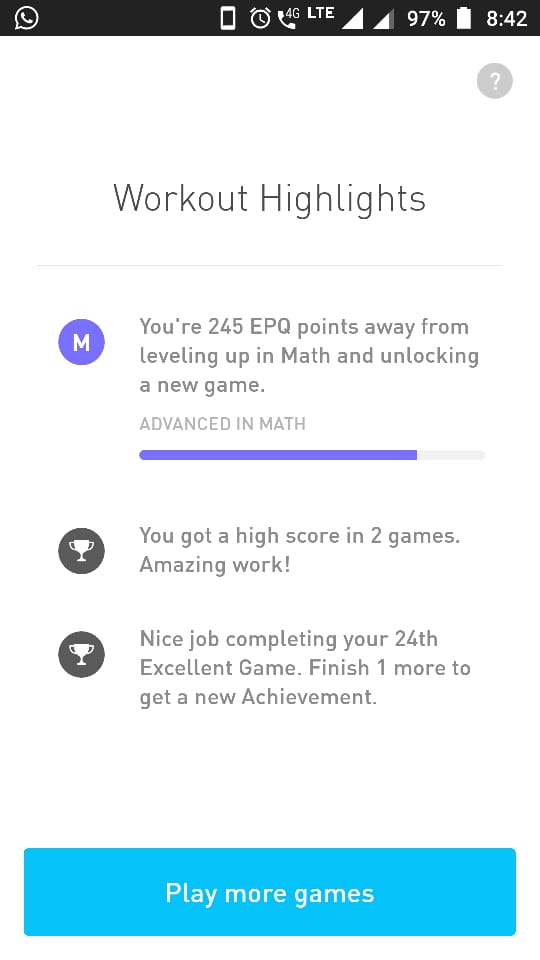 4G LTE 97% 8:42
?
Workout Highlights
M
You're 245 EPQ points away from
leveling up in Math and unlocking
a new game.
ADVANCED IN MATH
You got a high score in 2 games.
Amazing work!
Nice job completing your 24th
Excellent Game. Finish 1 more to
get a new Achievement.
Play more games